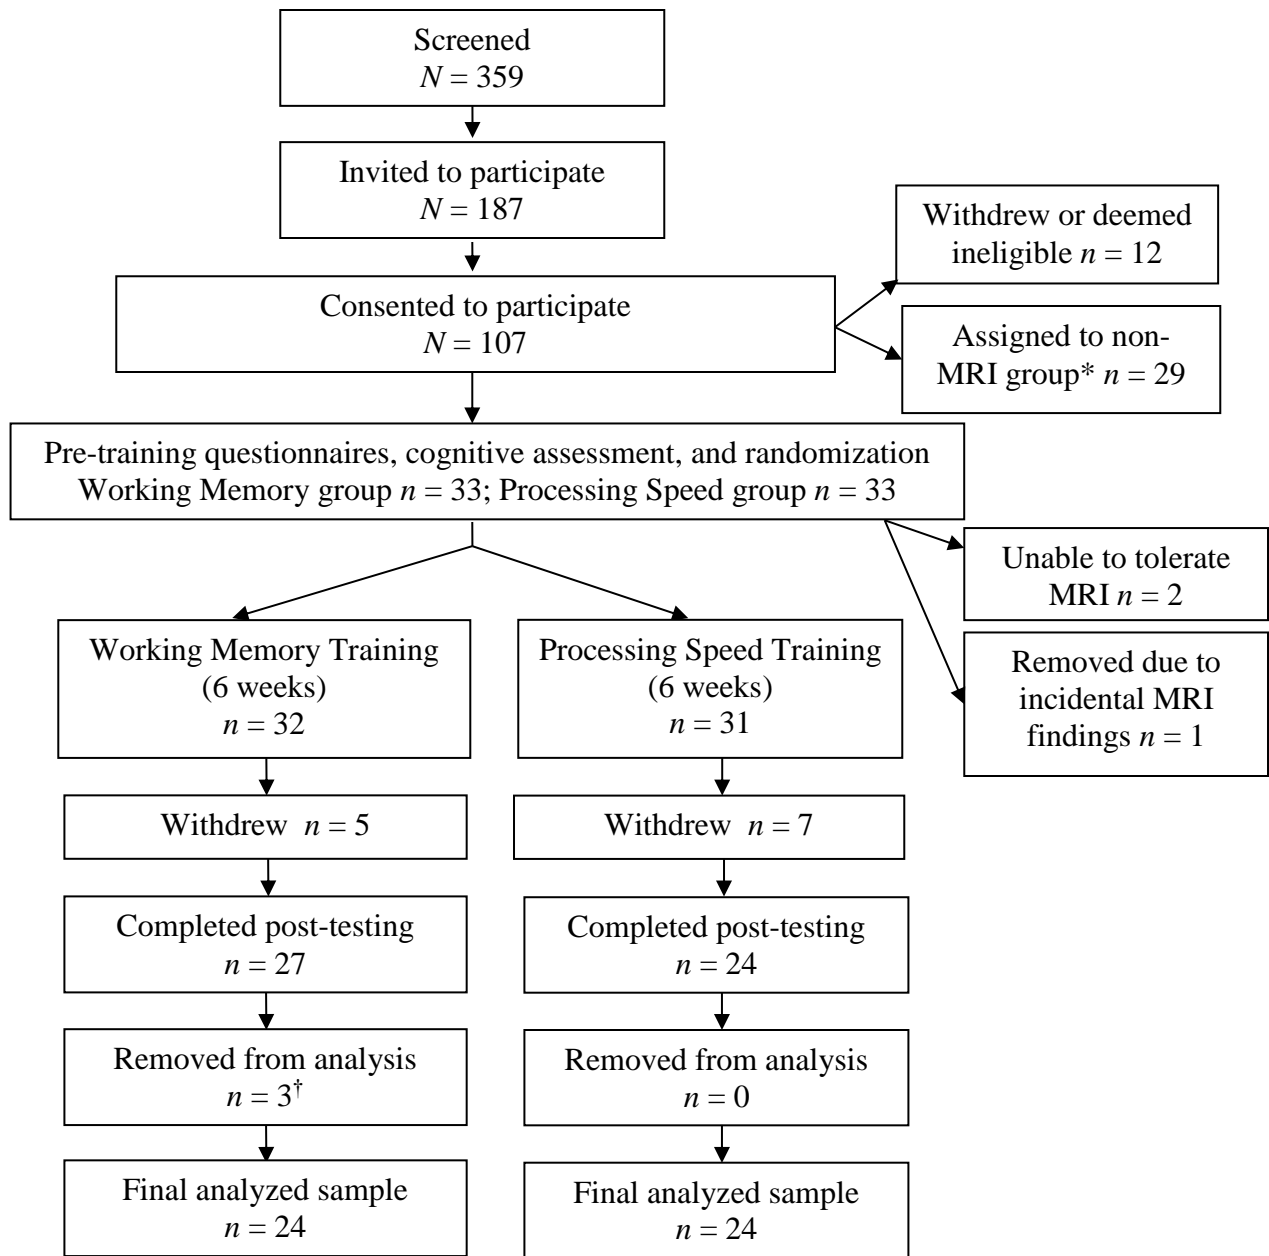 Screened
N = 359
Invited to participate
N = 187
Withdrew or deemed
ineligible n = 12
Consented to participate
N = 107
Assigned to non-
MRI group* n = 29
Pre-training questionnaires, cognitive assessment, and randomization
Working Memory group n = 33; Processing Speed group n = 33
Unable to tolerate
MRI n = 2
Removed due to
incidental MRI
findings n = 1
Working Memory Training
(6 weeks)
n = 32
Processing Speed Training
(6 weeks)
n = 31
Withdrew n = 5
Withdrew n = 7
Completed post-testing
n = 27
Completed post-testing
n = 24
Removed from analysis
n = 3†
Removed from analysis
n = 0
Final analyzed sample
n = 24
Final analyzed sample
n = 24